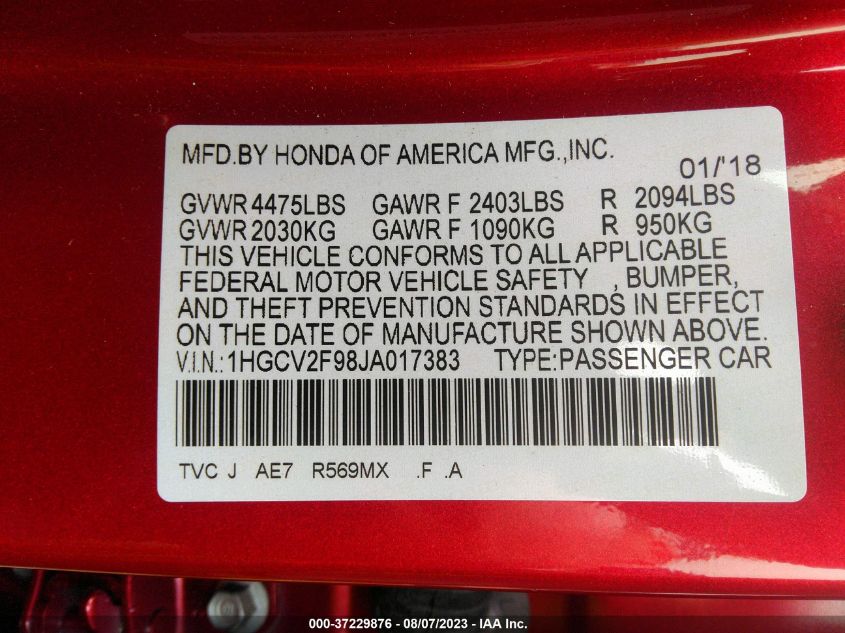 MFD.BY HONDA OF AMERICA MFG.,INC.
01/'18
GVWR 4475LBS GAWR F 2403LBS R 2094LBS
GVWR 2030KG GAWR F 1090KG R 950KG
THIS VEHICLE CONFORMS TO ALL APPLICABLE
FEDERAL MOTOR VEHICLE SAFETY , BUMPER,
AND THEFT PREVENTION STANDARDS IN EFFECT
ON THE DATE OF MANUFACTURE SHOWN ABOVE.
V.I.N.:1HGCV2F98JA017383 TYPE:PASSENGER CAR
TVC J AE7 R569MX .F .A
000-37229876 - 08/07/2023 - IAA Inc.